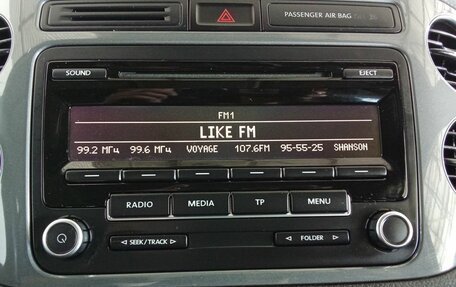 PASSENGER AIR BAG
SOUND
EJECT
FM1
LIKE FM
99.2 МГц 99.6 МГц VOYAGE 107.6FM 95-55-25 SHANSON
RADIO MEDIA TP MENU
SEEK/TRACK FOLDER